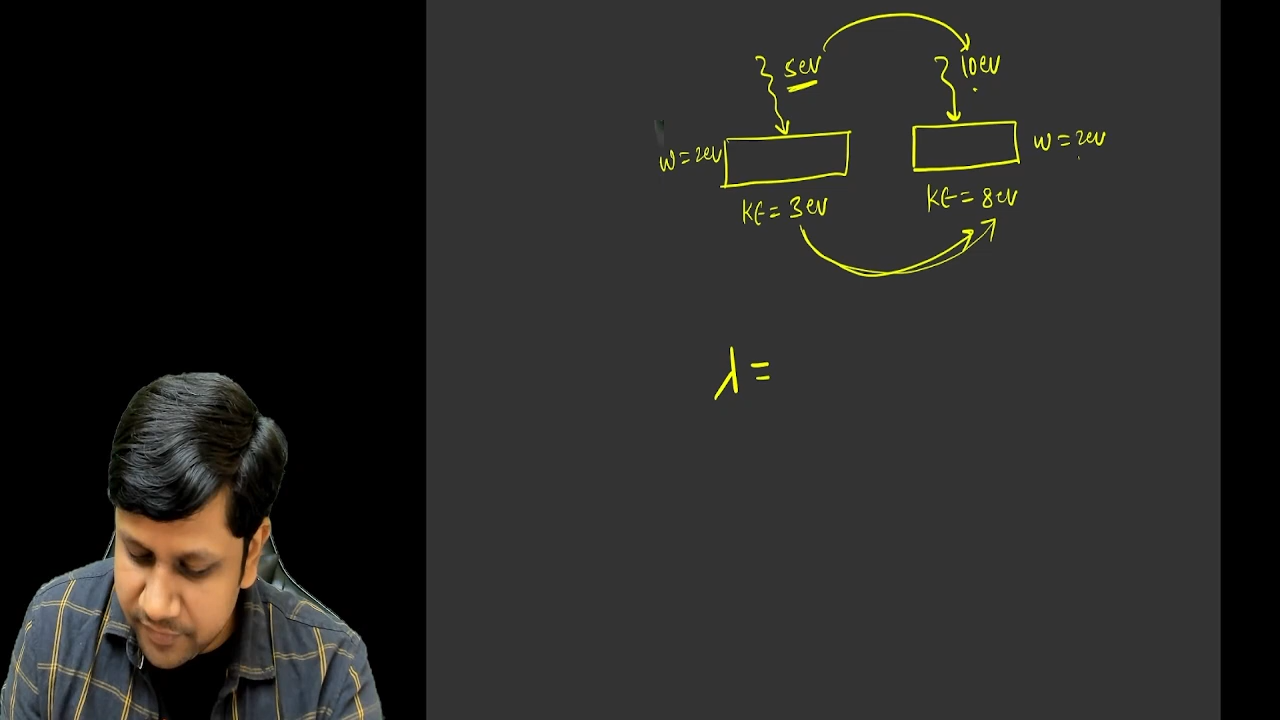 5ev 10ev
W = 2ev W = 2ev
KE = 3ev KE = 8ev
λ =